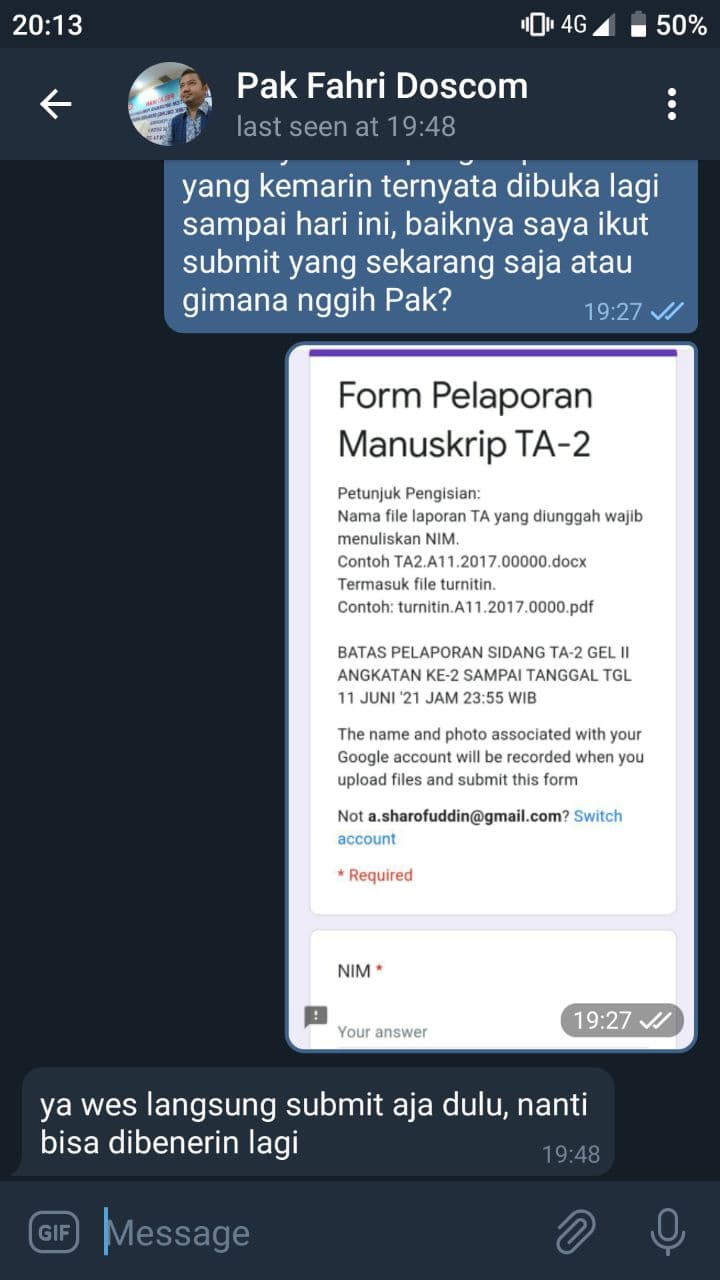 20:13
4G
50%
Pak Fahri Doscom
last seen at 19:48
yang kemarin ternyata dibuka lagi
sampai hari ini, baiknya saya ikut
submit yang sekarang saja atau
gimana nggih Pak?
19:27
Form Pelaporan
Manuskrip TA-2
Petunjuk Pengisian:
Nama file laporan TA yang diunggah wajib
menuliskan NIM.
Contoh TA2.A11.2017.00000.docx
Termasuk file turnitin.
Contoh: turnitin.A11.2017.0000.pdf
BATAS PELAPORAN SIDANG TA-2 GEL II
ANGKATAN KE-2 SAMPAI TANGGAL TGL
11 JUNI '21 JAM 23:55 WIB
The name and photo associated with your
Google account will be recorded when you
upload files and submit this form
Not a.sharofuddin@gmail.com? Switch
account
* Required
NIM *
Your answer
19:27
ya wes langsung submit aja dulu, nanti
bisa dibenerin lagi
19:48
GIF
Message